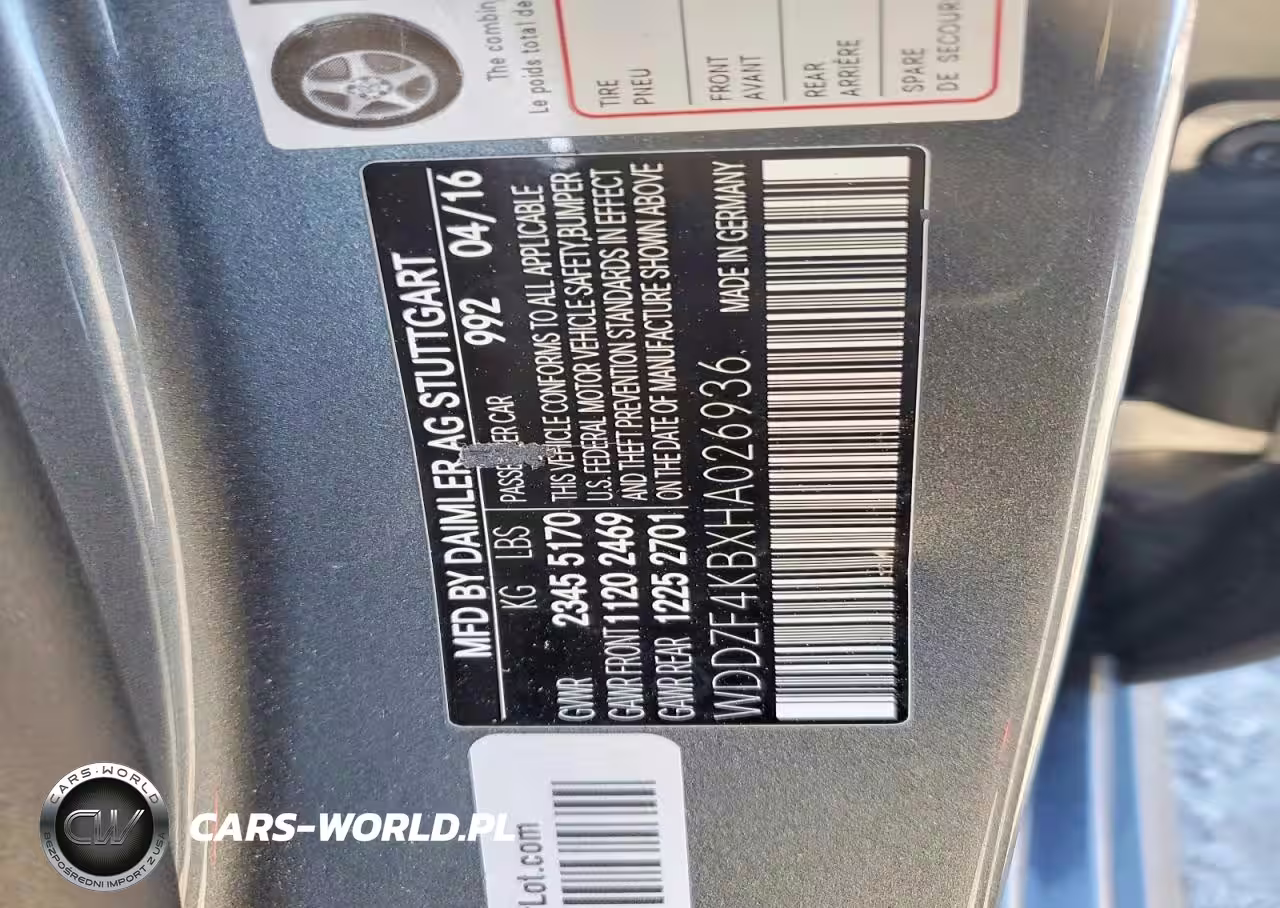 The combin
Le poids total de
TIRE
PNEU
FRONT
AVANT
REAR
ARRIÈRE
SPARE
DE SECOUR
MFD BY DAIMLER AG STUTTGART
992 04/16
KG LBS
GVWR 2345 5170
GAWR FRONT 1120 2469
GAWR REAR 1225 2701
CAR
THIS VEHICLE CONFORMS TO ALL APPLICABLE
U.S. FEDERAL MOTOR VEHICLE SAFETY,BUMPER
AND THEFT PREVENTION STANDARDS IN EFFECT
ON THE DATE OF MANUFACTURE SHOWN ABOVE
WDDZF4KBXHA026936
MADE IN GERMANY
Lot.com
CARS-WORLD
CW
BEZPOŚREDNI IMPORT Z USA
CARS-WORLD.PL